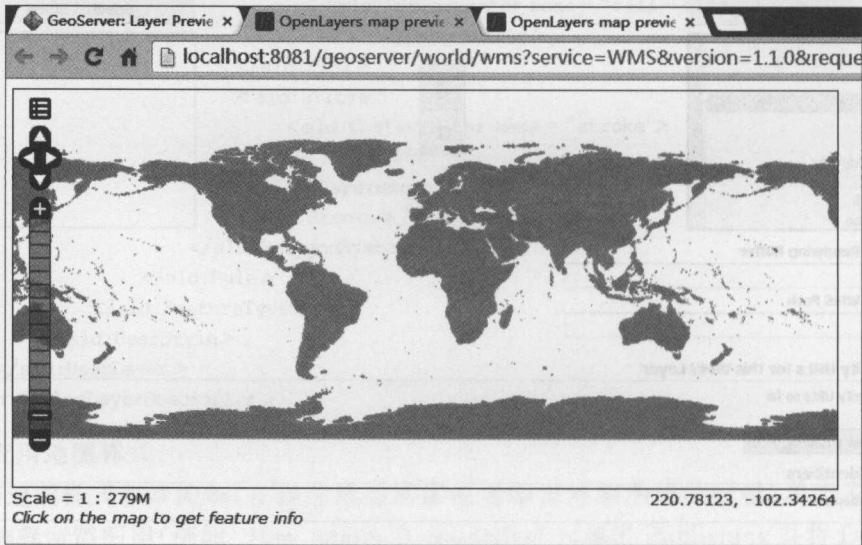 GeoServer: Layer Previe × OpenLayers map previe × OpenLayers map previe ×
localhost:8081/geoserver/world/wms?service=WMS&version=1.1.0&reque
Scale = 1 : 279M
220.78123, -102.34264
Click on the map to get feature info